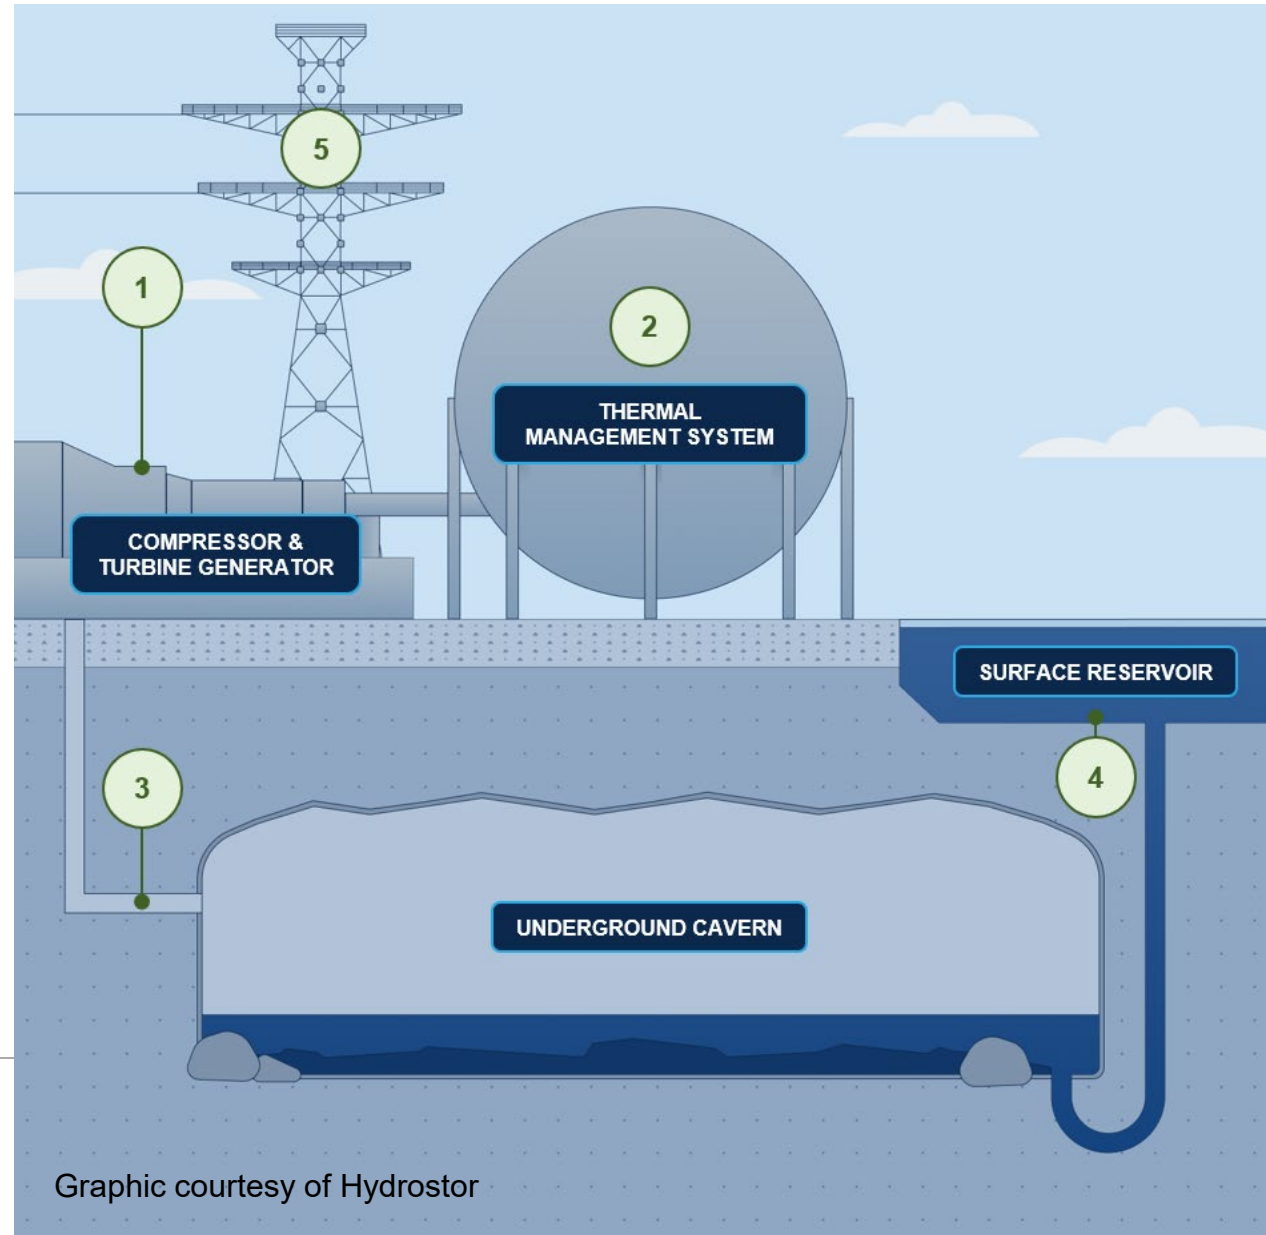 5
1
2
THERMAL
MANAGEMENT SYSTEM
COMPRESSOR &
TURBINE GENERATOR
SURFACE RESERVOIR
3
4
UNDERGROUND CAVERN
Graphic courtesy of Hydrostor